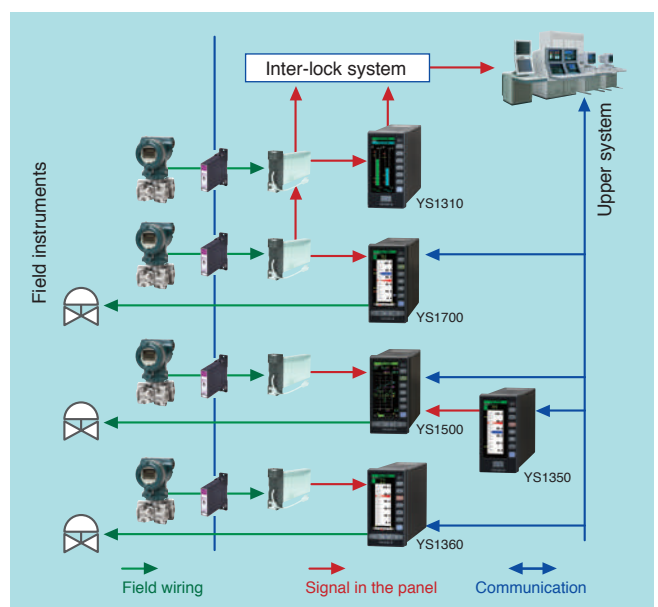 Inter-lock system
Field instruments
Upper system
YS1310
YS1700
YS1500
YS1350
YS1360
Field wiring
Signal in the panel
Communication